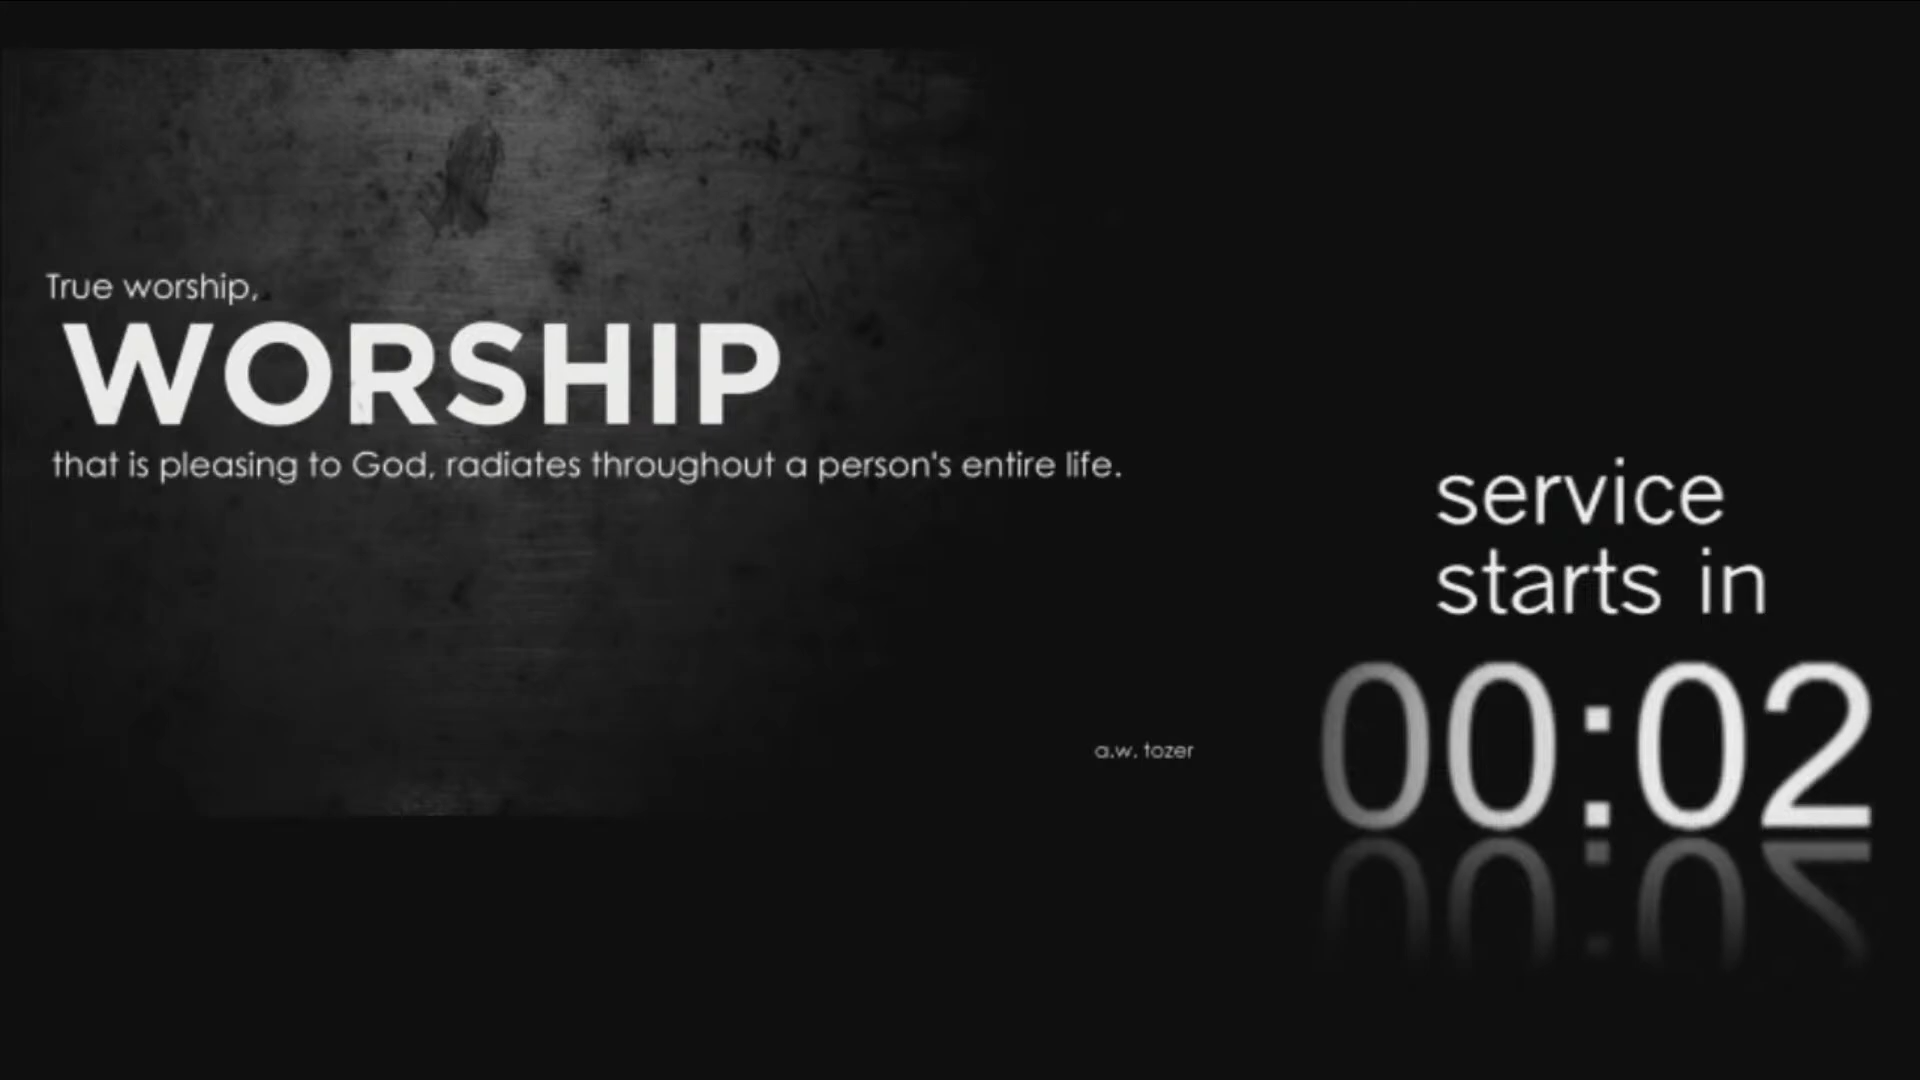 True worship,
WORSHIP
that is pleasing to God, radiates throughout a person's entire life.
a.w. tozer
service
starts in
00:02